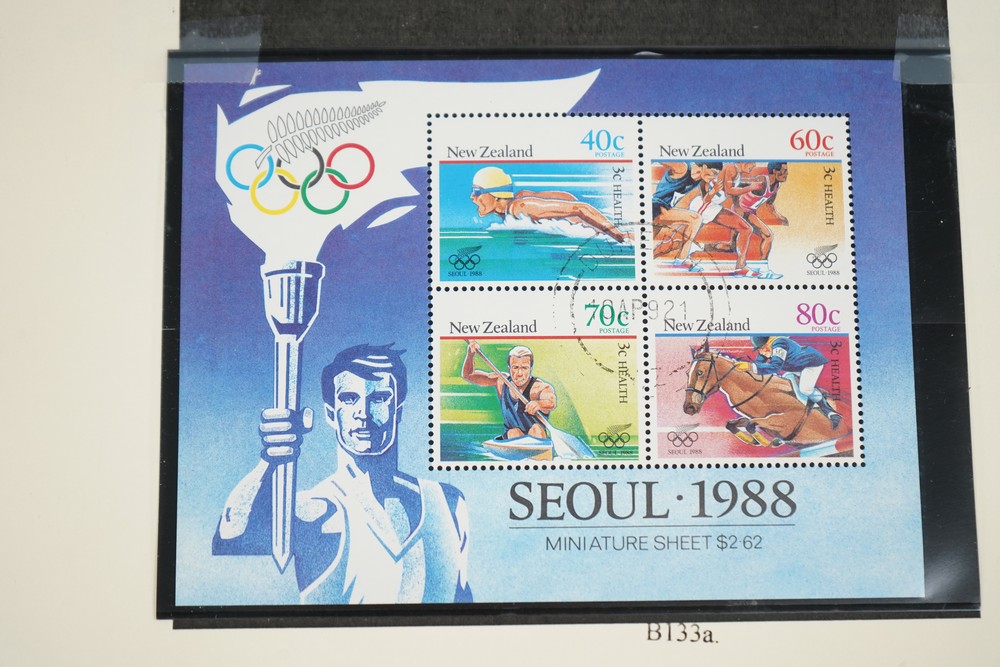 40c
POSTAGE
New Zealand
3c HEALTH
SEOUL·1988
60c
POSTAGE
3c HEALTH
SEOUL·1988
70c
POSTAGE
New Zealand
3c HEALTH
SEOUL·1988
80c
POSTAGE
New Zealand
3c HEALTH
SEOUL·1988
New Zealand
10AP921
SEOUL·1988
MINIATURE SHEET $2·62
B133a.